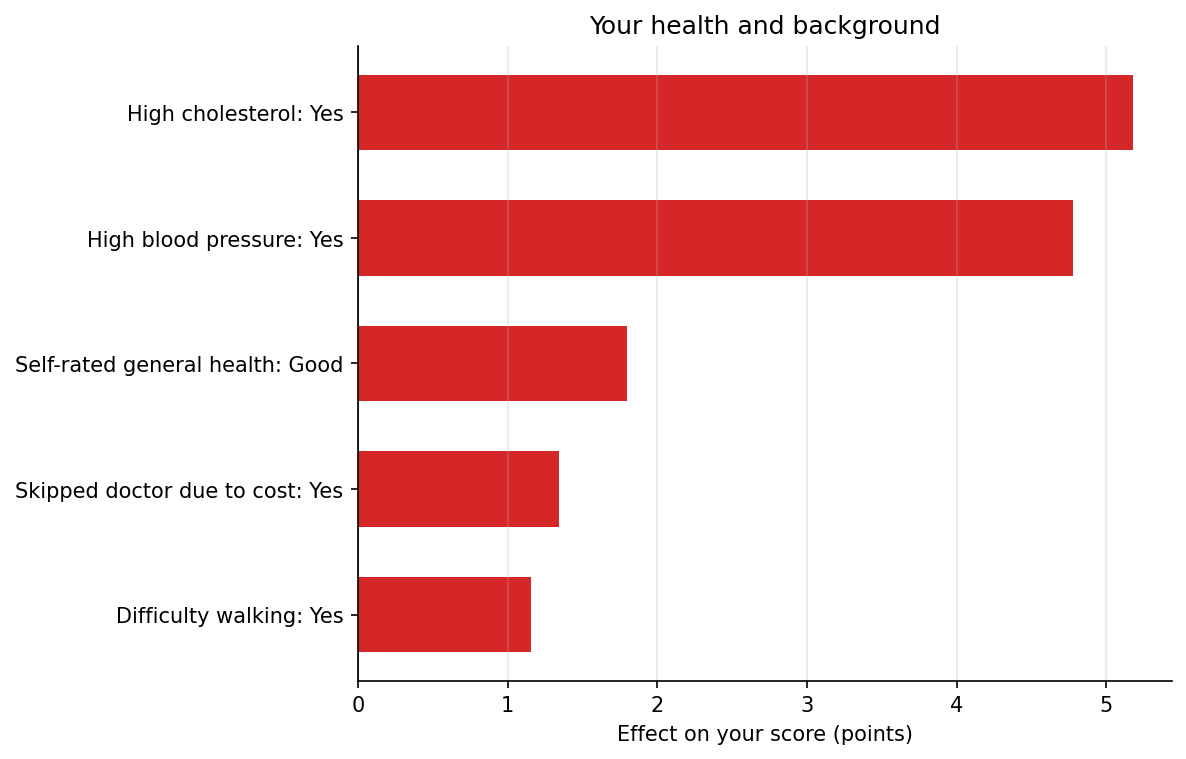 Your health and background
High cholesterol: Yes
High blood pressure: Yes
Self-rated general health: Good
Skipped doctor due to cost: Yes
Difficulty walking: Yes
0 1 2 3 4 5
Effect on your score (points)